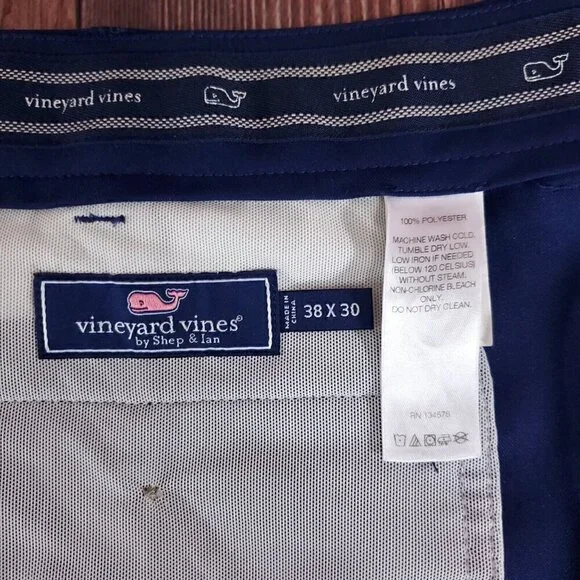 vineyard vines vineyard vines
vineyard vines®
by Shep & Ian
MADE IN
CHINA
38 X 30
100% POLYESTER
MACHINE WASH COLD.
TUMBLE DRY LOW.
LOW IRON IF NEEDED
(BELOW 120 CELSIUS)
WITHOUT STEAM.
NON-CHLORINE BLEACH
ONLY.
DO NOT DRY CLEAN.
RN 134578